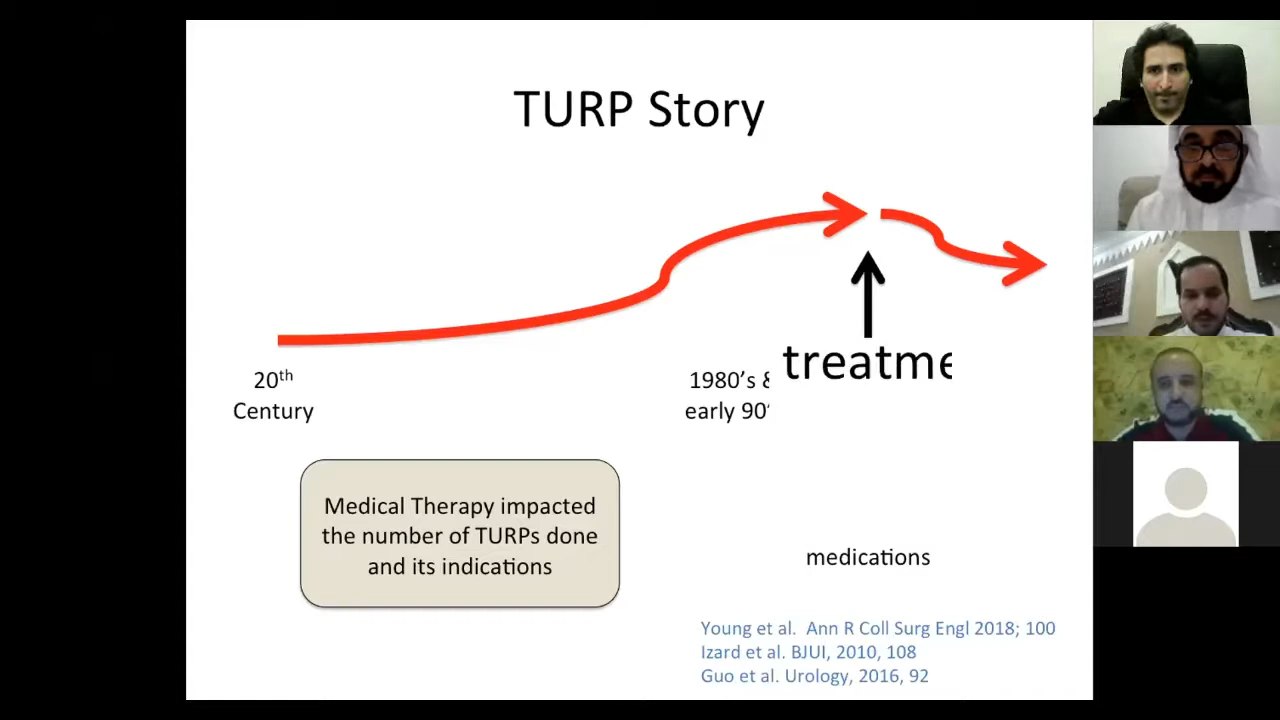 TURP Story
20th
Century
1980's &
early 90'
treatme
Medical Therapy impacted
the number of TURPs done
and its indications
medications
Young et al. Ann R Coll Surg Engl 2018; 100
Izard et al. BJUI, 2010, 108
Guo et al. Urology, 2016, 92